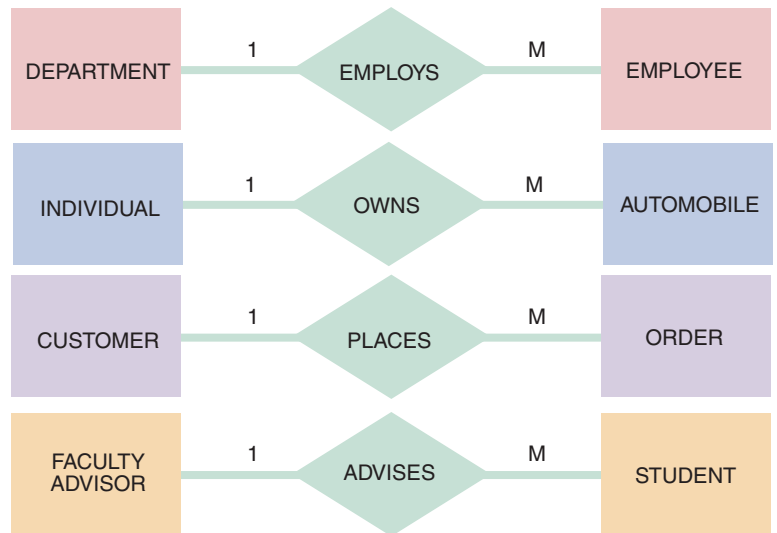 DEPARTMENT 1 EMPLOYS M EMPLOYEE
INDIVIDUAL 1 OWNS M AUTOMOBILE
CUSTOMER 1 PLACES M ORDER
FACULTY
ADVISOR 1 ADVISES M STUDENT